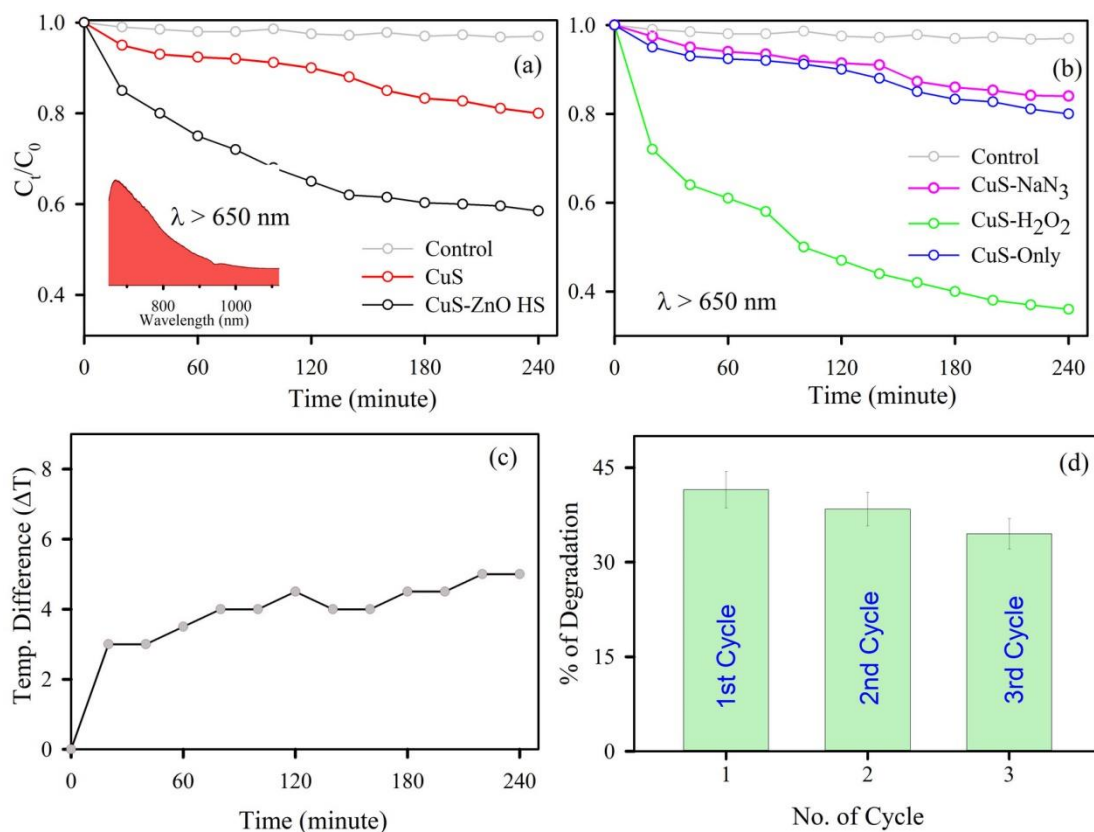 1.0
0.8
0.6
0.4
Cₜ/C₀
(a)
λ > 650 nm
800
1000
Wavelength (nm)
Control
CuS
CuS-ZnO HS
0
60
120
180
240
Time (minute)
1.0
0.8
0.6
0.4
(b)
Control
CuS-NaN₃
CuS-H₂O₂
CuS-Only
λ > 650 nm
0
60
120
180
240
Time (minute)
8
6
4
2
0
Temp. Difference (ΔT)
(c)
0
60
120
180
240
Time (minute)
45
30
15
0
% of Degradation
(d)
1st Cycle
2nd Cycle
3rd Cycle
1
2
3
No. of Cycle